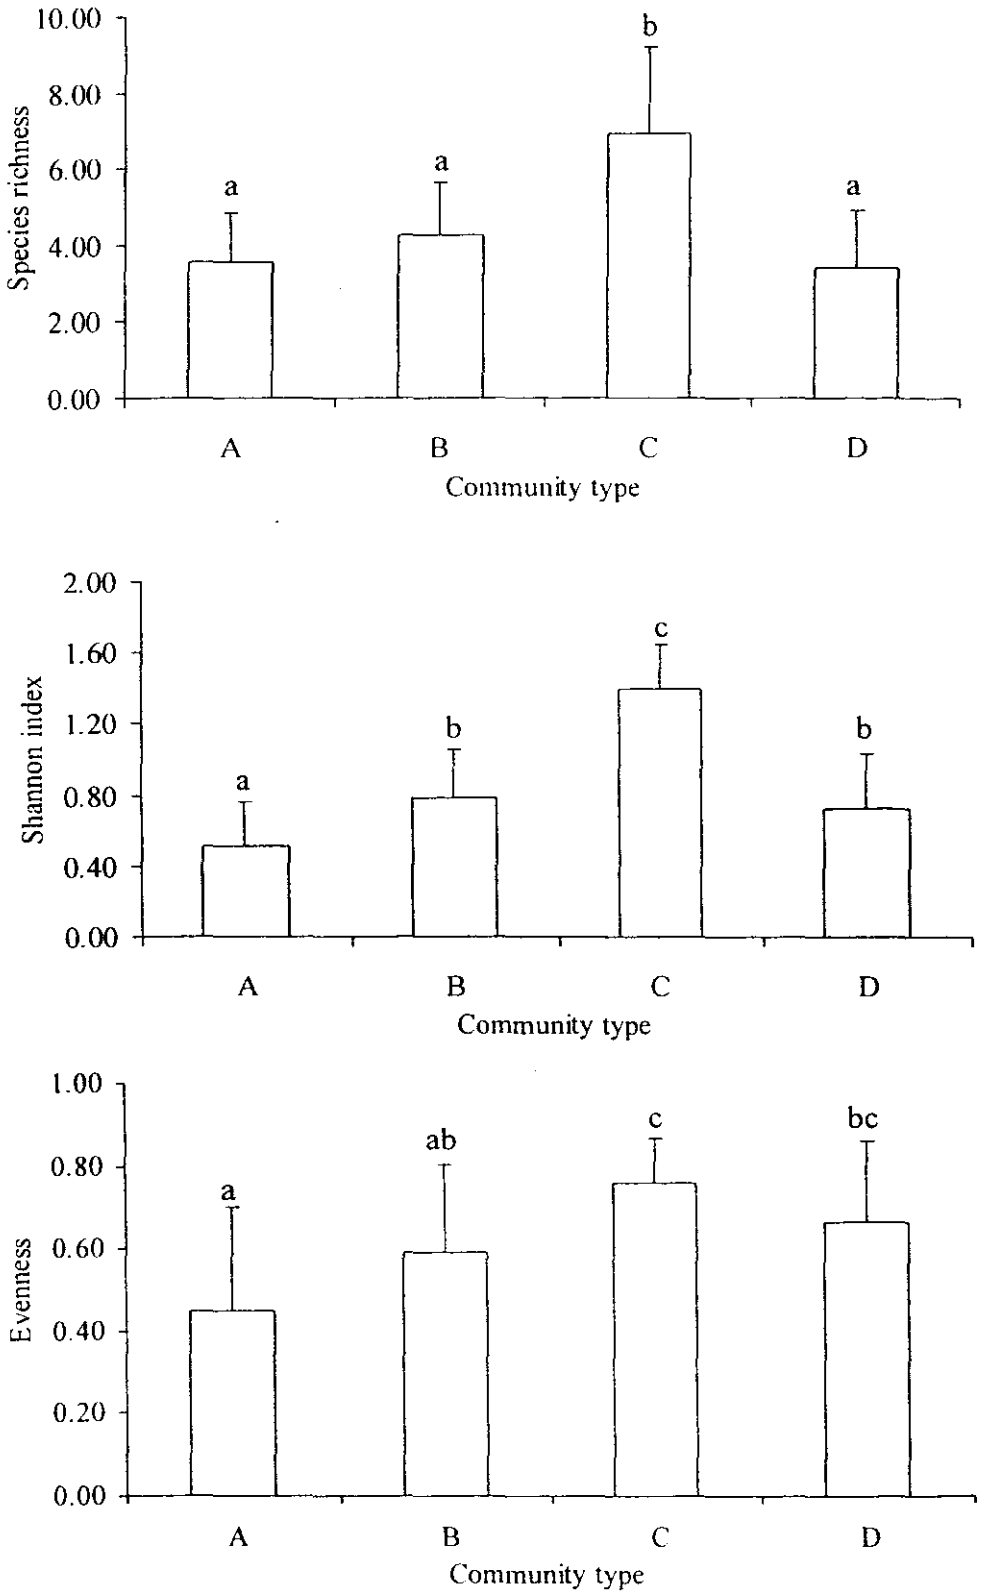 10.00
8.00
6.00
4.00
2.00
0.00
Species richness
a
a
b
a
A B C D
Community type
2.00
1.60
1.20
0.80
0.40
0.00
Shannon index
a
b
c
b
A B C D
Community type
1.00
0.80
0.60
0.40
0.20
0.00
Evenness
a
ab
c
bc
A B C D
Community type